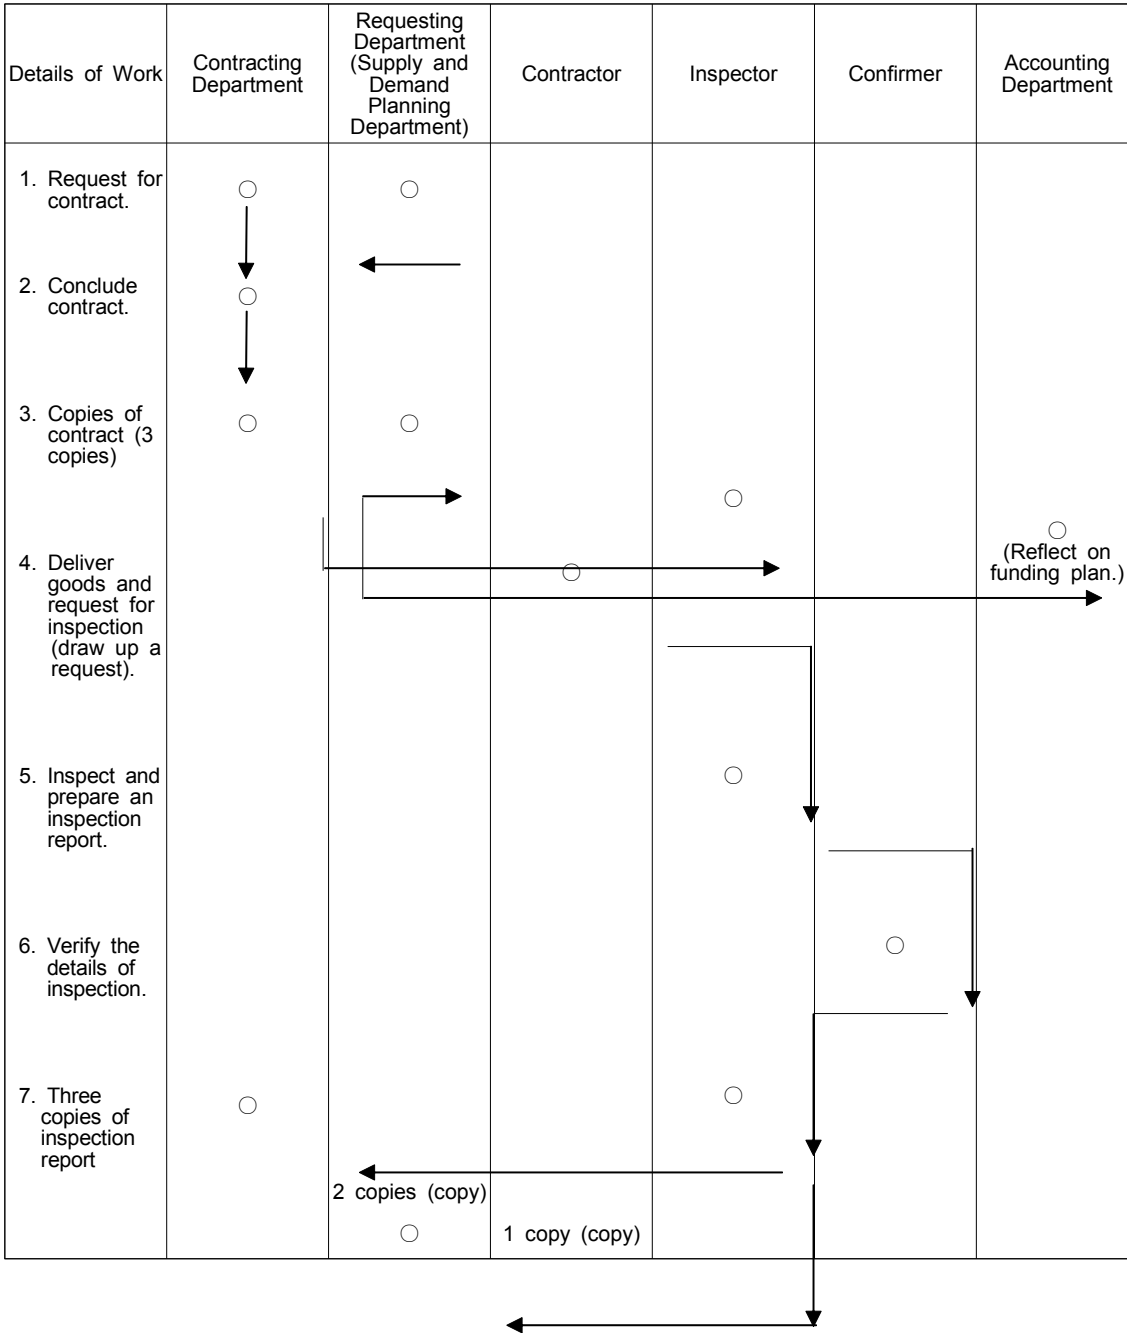 Details of Work
Contracting
Department
Requesting
Department
(Supply and
Demand
Planning
Department)
Contractor
Inspector
Confirmer
Accounting
Department
1. Request for
contract.
2. Conclude
contract.
3. Copies of
contract (3
copies)
4. Deliver
goods and
request for
inspection
(draw up a
request).
(Reflect on
funding plan.)
5. Inspect and
prepare an
inspection
report.
6. Verify the
details of
inspection.
7. Three
copies of
inspection
report
2 copies (copy)
1 copy (copy)